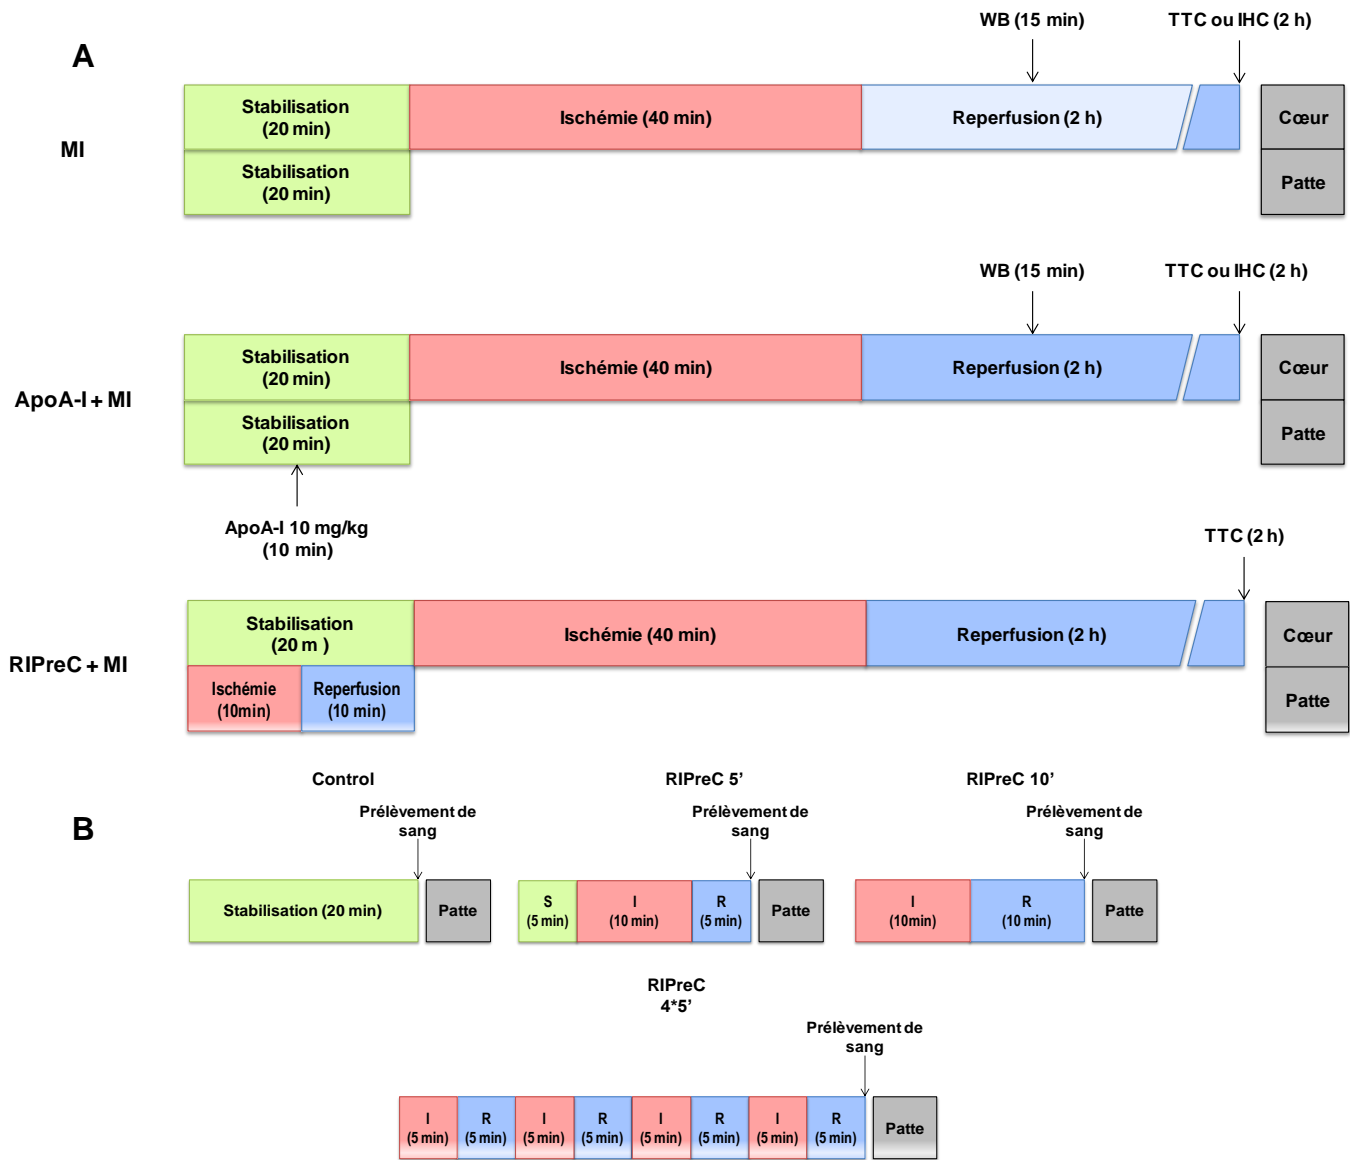 A
WB (15 min)
TTC ou IHC (2 h)
MI
Stabilisation
(20 min)
Ischémie (40 min)
Reperfusion (2 h)
Cœur
Stabilisation
(20 min)
Patte
WB (15 min)
TTC ou IHC (2 h)
ApoA-I + MI
Stabilisation
(20 min)
Ischémie (40 min)
Reperfusion (2 h)
Cœur
Stabilisation
(20 min)
Patte
ApoA-I 10 mg/kg
(10 min)
TTC (2 h)
RIPreC + MI
Stabilisation
(20 m )
Ischémie (40 min)
Reperfusion (2 h)
Cœur
Ischémie
(10min)
Reperfusion
(10 min)
Patte
B
Control
Prélèvement de
sang
Stabilisation (20 min)
Patte
RIPreC 5’
Prélèvement de
sang
S
(5 min)
I
(10 min)
R
(5 min)
Patte
RIPreC 10’
Prélèvement de
sang
I
(10min)
R
(10 min)
Patte
RIPreC
4*5’
Prélèvement de
sang
I
(5 min)
R
(5 min)
I
(5 min)
R
(5 min)
I
(5 min)
R
(5 min)
I
(5 min)
R
(5 min)
Patte